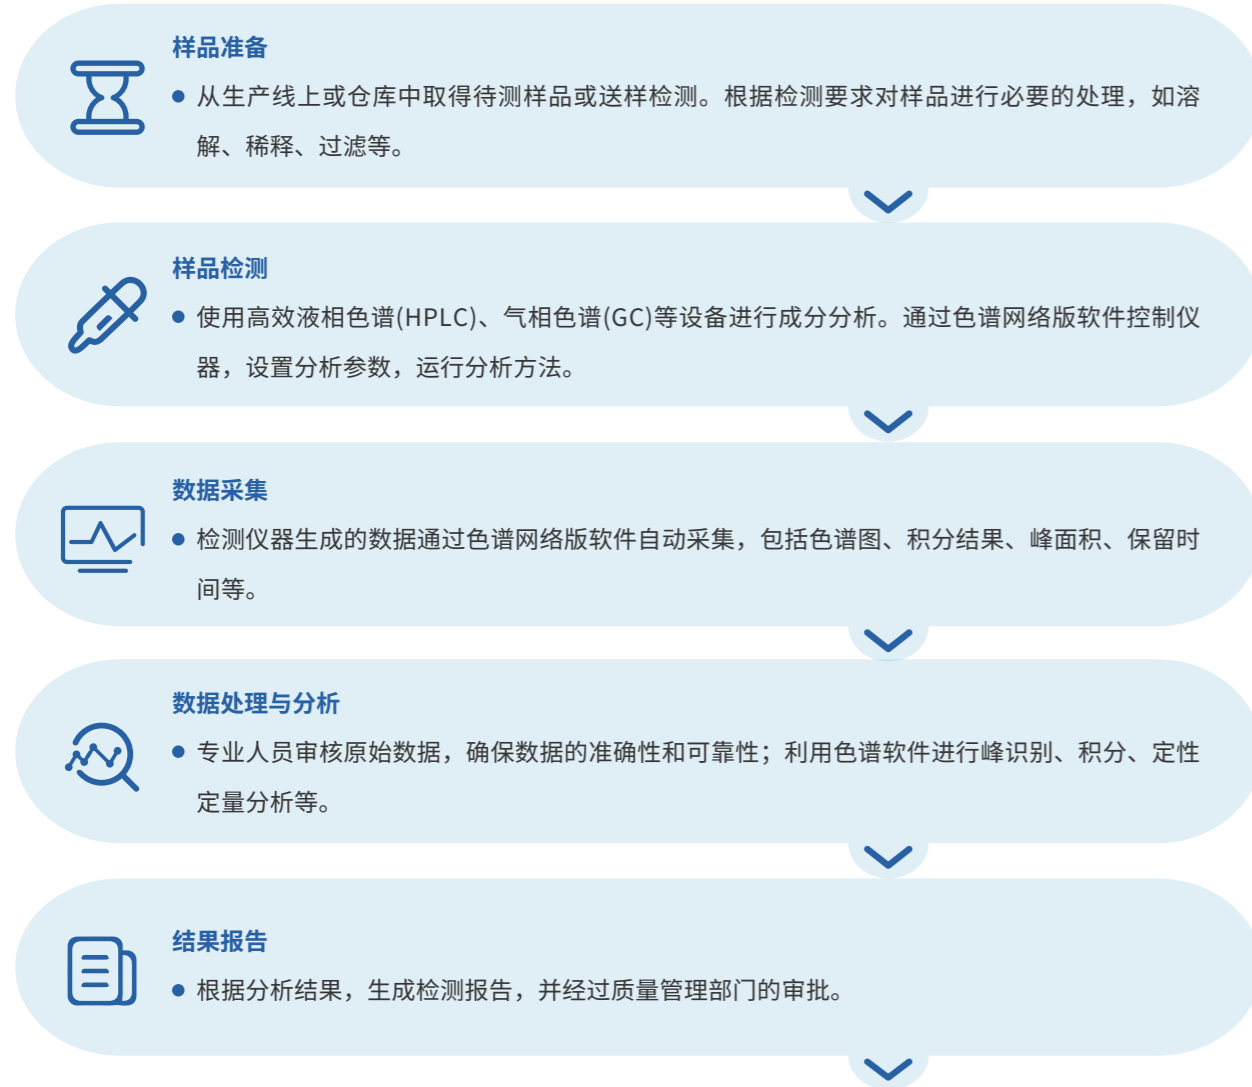 样品准备
从生产线上或仓库中取得待测样品或送样检测。根据检测要求对样品进行必要的处理，如溶
解、稀释、过滤等。
样品检测
使用高效液相色谱(HPLC)、气相色谱(GC)等设备进行成分分析。通过色谱网络版软件控制仪
器，设置分析参数，运行分析方法。
数据采集
检测仪器生成的数据通过色谱网络版软件自动采集，包括色谱图、积分结果、峰面积、保留时
间等。
数据处理与分析
专业人员审核原始数据，确保数据的准确性和可靠性；利用色谱软件进行峰识别、积分、定性
定量分析等。
结果报告
根据分析结果，生成检测报告，并经过质量管理部门的审批。